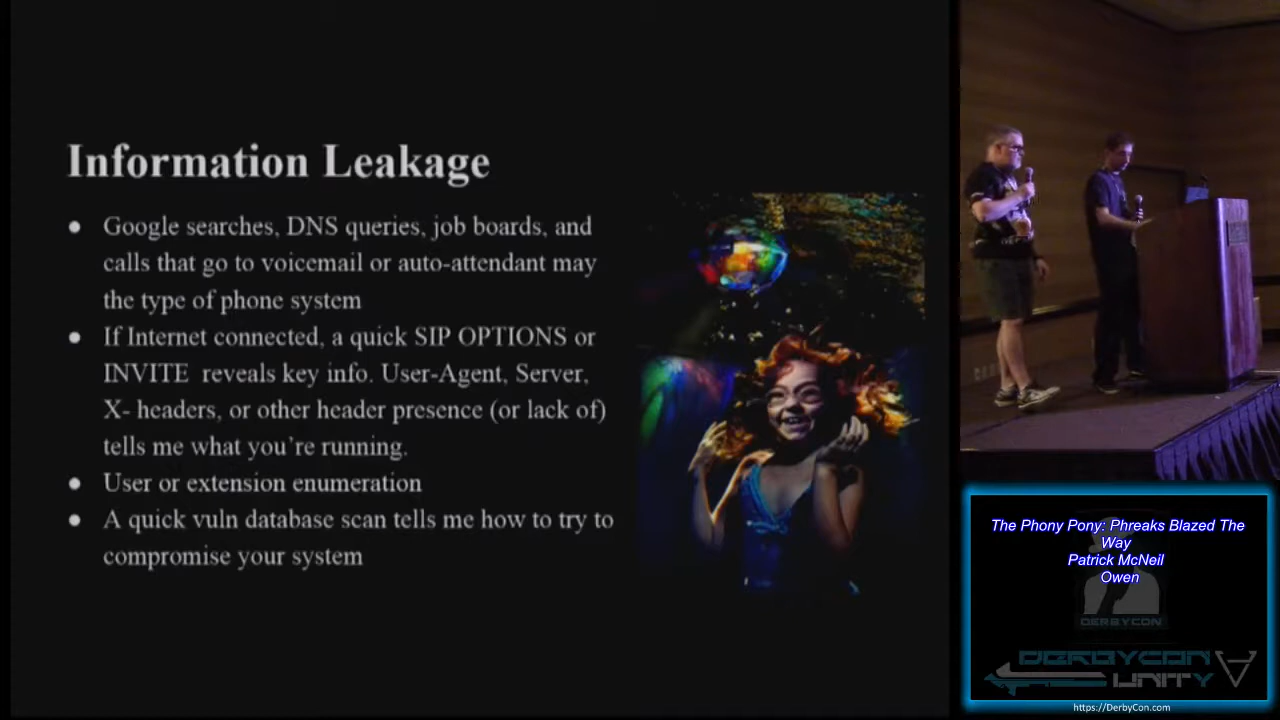 Information Leakage
● Google searches, DNS queries, job boards, and
calls that go to voicemail or auto-attendant may
the type of phone system
● If Internet connected, a quick SIP OPTIONS or
INVITE reveals key info. User-Agent, Server,
X- headers, or other header presence (or lack of)
tells me what you're running.
● User or extension enumeration
● A quick vuln database scan tells me how to try to
compromise your system
The Phony Pony: Phreaks Blazed The
Way
Patrick McNeil
Owen
DERBYCON
DERBYCON
UNITY
https://DerbyCon.com